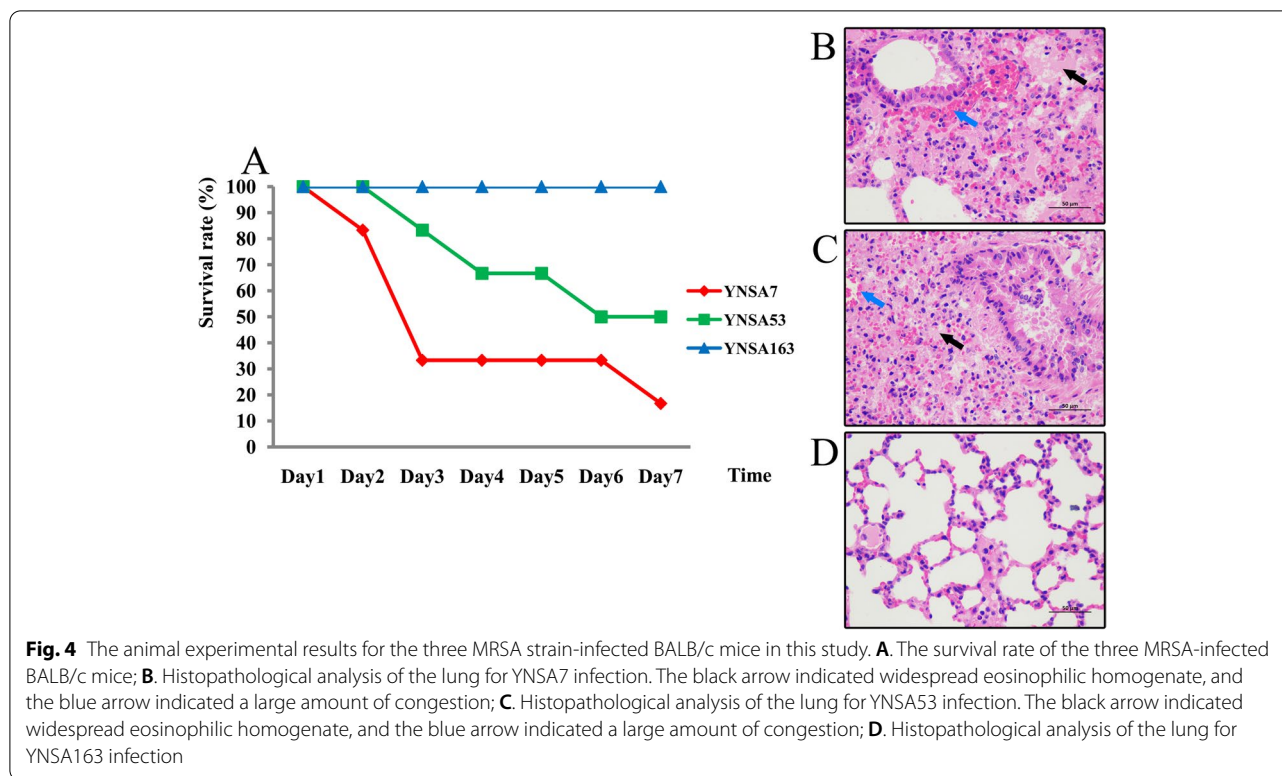 A
Survival rate (%)
100
90
80
70
60
50
40
30
20
10
0
Day1 Day2 Day3 Day4 Day5 Day6 Day7 Time
YNSA7
YNSA53
YNSA163
B
50 μm
C
50 μm
D
50 μm
Fig. 4 The animal experimental results for the three MRSA strain-infected BALB/c mice in this study. A. The survival rate of the three MRSA-infected
BALB/c mice; B. Histopathological analysis of the lung for YNSA7 infection. The black arrow indicated widespread eosinophilic homogenate, and
the blue arrow indicated a large amount of congestion; C. Histopathological analysis of the lung for YNSA53 infection. The black arrow indicated
widespread eosinophilic homogenate, and the blue arrow indicated a large amount of congestion; D. Histopathological analysis of the lung for
YNSA163 infection